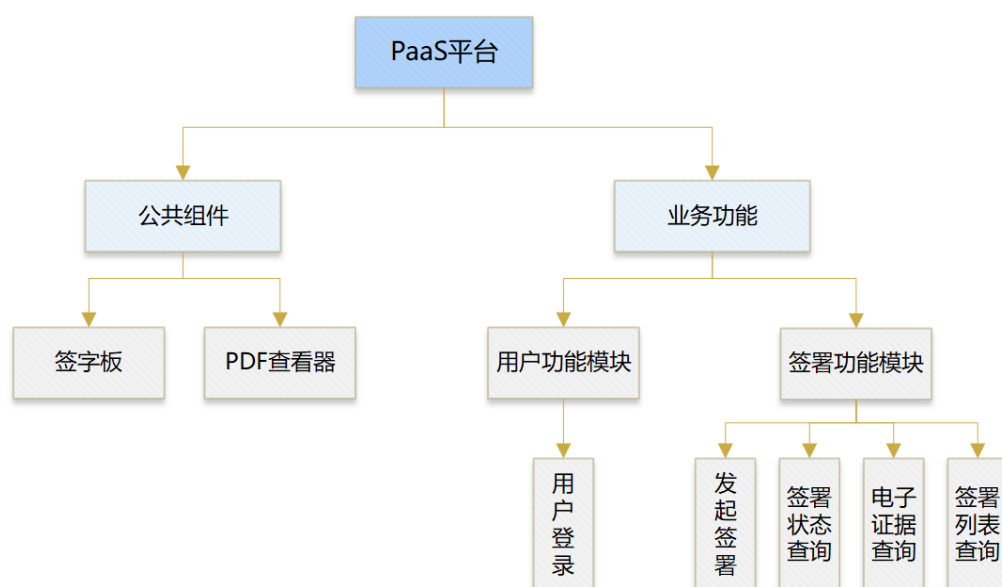 PaaS平台
公共组件
业务功能
签字板
PDF查看器
用户功能模块
签署功能模块
用户登录
发起签署
签署
状态
查询
电子
证据
查询
签署
列表
查询